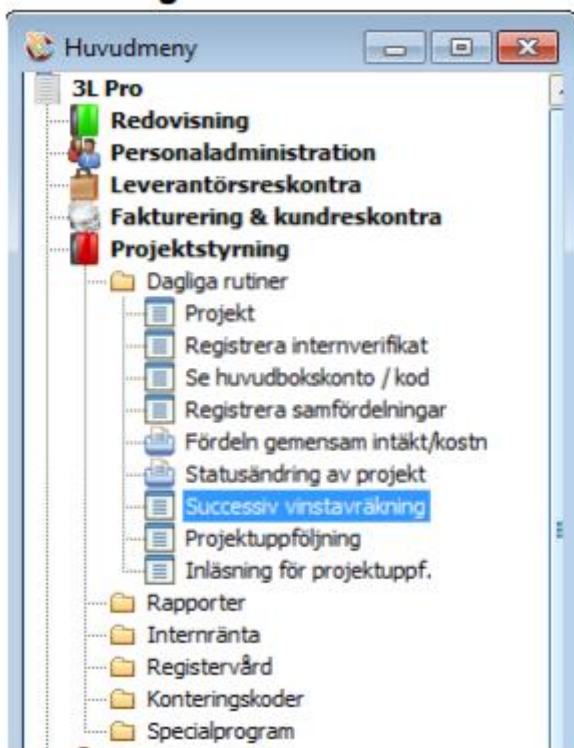 Huvudmeny
3L Pro
Redovisning
Personaladministration
Leverantörsreskontra
Fakturering & kundreskontra
Projektstyrning
Dagliga rutiner
Projekt
Registrera internverifikat
Se huvudbokskonto / kod
Registrera samfördelningar
Fördeln gemensam intäkt/kostn
Statusändring av projekt
Successiv vinstavräkning
Projektuppföljning
Inläsning för projektuppf.
Rapporter
Internränta
Registervård
Konteringskoder
Specialprogram